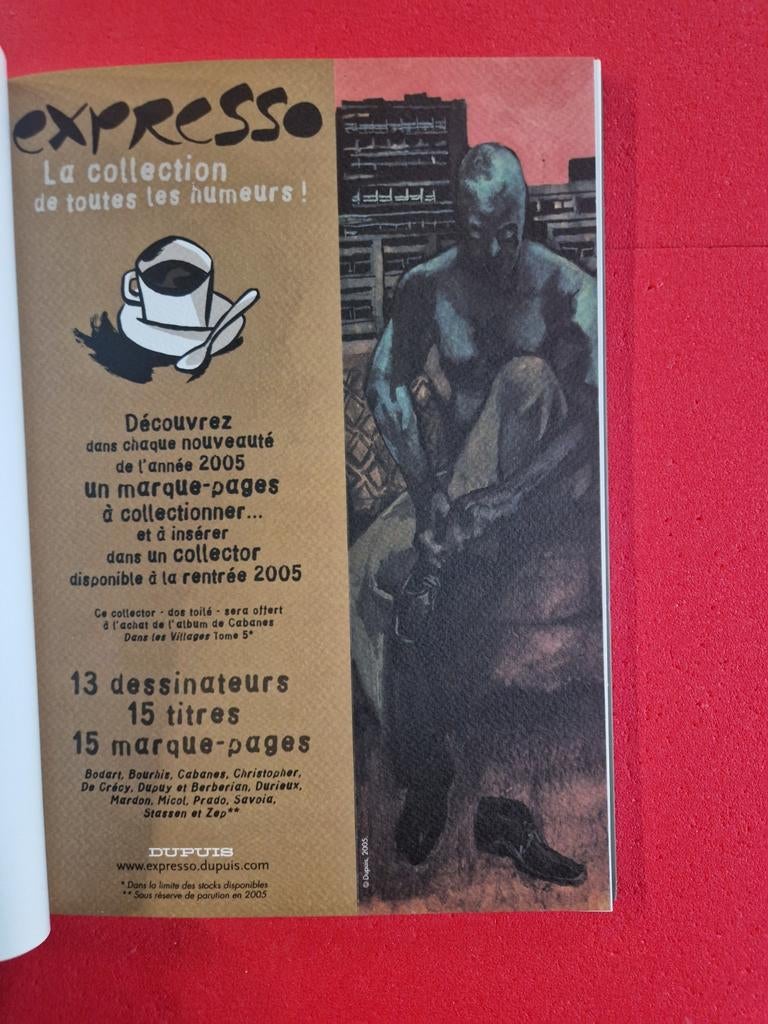 expresso
La collection
de toutes les humeurs !
Découvrez
dans chaque nouveauté
de l'année 2005
un marque-pages
à collectionner...
et à insérer
dans un collector
disponible à la rentrée 2005
Ce collector - dos toilé - sera offert
à l'achat de l'album de Cabanes
Dans les Villages Tome 5*
13 dessinateurs
15 titres
15 marque-pages
Bodart, Bourhis, Cabanes, Christopher,
De Crécy, Dupuy et Berberian, Durieux,
Mardon, Micol, Prado, Savoia,
Stassen et Zep**
DUPUIS
www.expresso.dupuis.com
* Dans la limite des stocks disponibles
** Sous réserve de parution en 2005
© Dupuis, 2005.